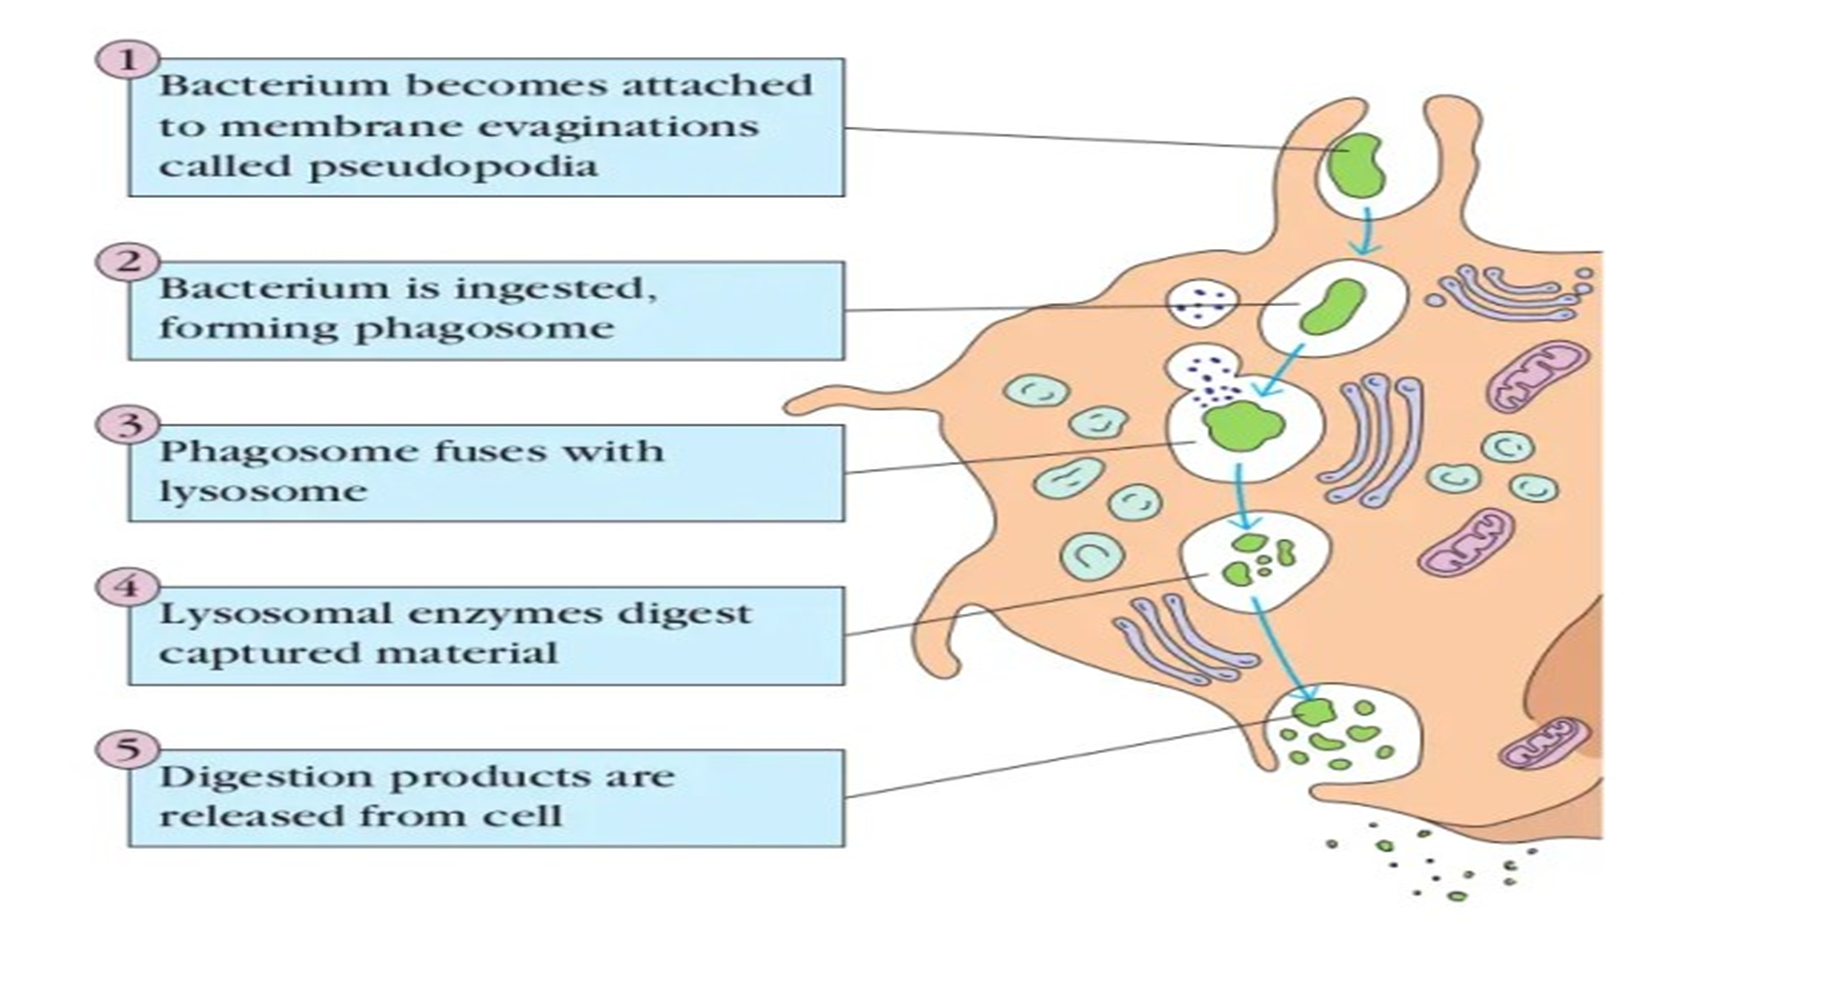 1
Bacterium becomes attached
to membrane evaginations
called pseudopodia
2
Bacterium is ingested,
forming phagosome
3
Phagosome fuses with
lysosome
4
Lysosomal enzymes digest
captured material
5
Digestion products are
released from cell